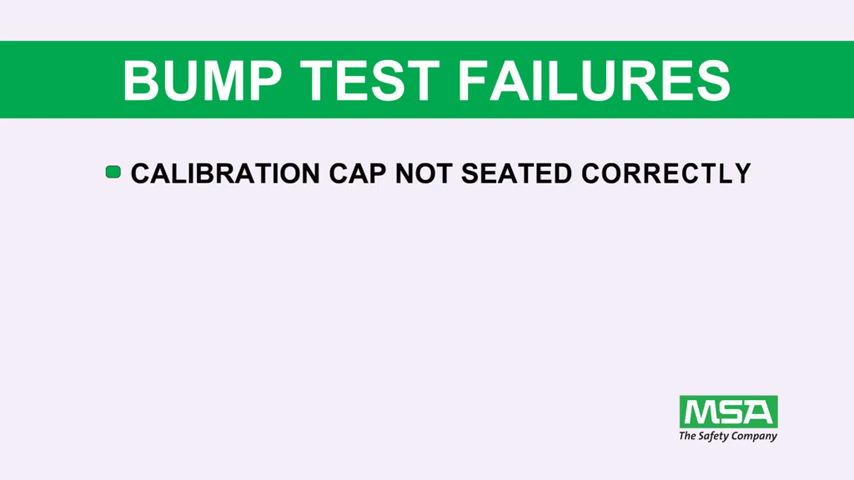 BUMP TEST FAILURES
CALIBRATION CAP NOT SEATED CORRECTLY
MSA
The Safety Company